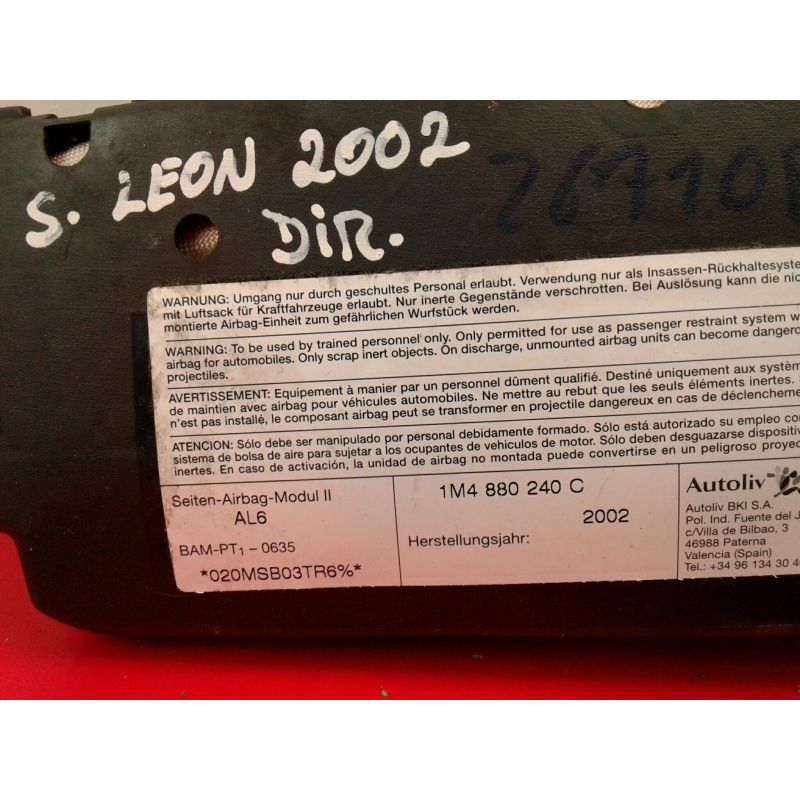 S. LEON 2002
DIR.
WARNUNG: Umgang nur durch geschultes Personal erlaubt. Verwendung nur als Insassen-Rückhaltesyste
mit Luftsack für Kraftfahrzeuge erlaubt. Nur inerte Gegenstände verschrotten. Bei Auslösung kann die nic
montierte Airbag-Einheit zum gefährlichen Wurfstück werden.
WARNING: To be used by trained personnel only. Only permitted for use as passenger restraint system w
airbag for automobiles. Only scrap inert objects. On discharge, unmounted airbag units can become dangero
projectiles.
AVERTISSEMENT: Equipement à manier par un personnel dûment qualifié. Destiné uniquement aux systèm
de maintien avec airbag pour véhicules automobiles. Ne mettre au rebut que les seuls éléments inertes.
n'est pas installé, le composant airbag peut se transformer en projectile dangereux en cas de déclencheme
ATENCION: Sólo debe ser manipulado por personal debidamente formado. Sólo está autorizado su empleo con
sistema de bolsa de aire para sujetar a los ocupantes de vehículos de motor. Sólo deben desguazarse dispositiv
inertes. En caso de activación, la unidad de airbag no montada puede convertirse en un peligroso proyec
Seiten-Airbag-Modul II
AL6
BAM-PT1 - 0635
*020MSB03TR6%*
1M4 880 240 C
2002
Herstellungsjahr:
Autoliv
Autoliv BKI S.A.
Pol. Ind. Fuente del J
c/Villa de Bilbao, 3
46988 Paterna
Valencia (Spain)
Tel.: +34 96 134 30 4